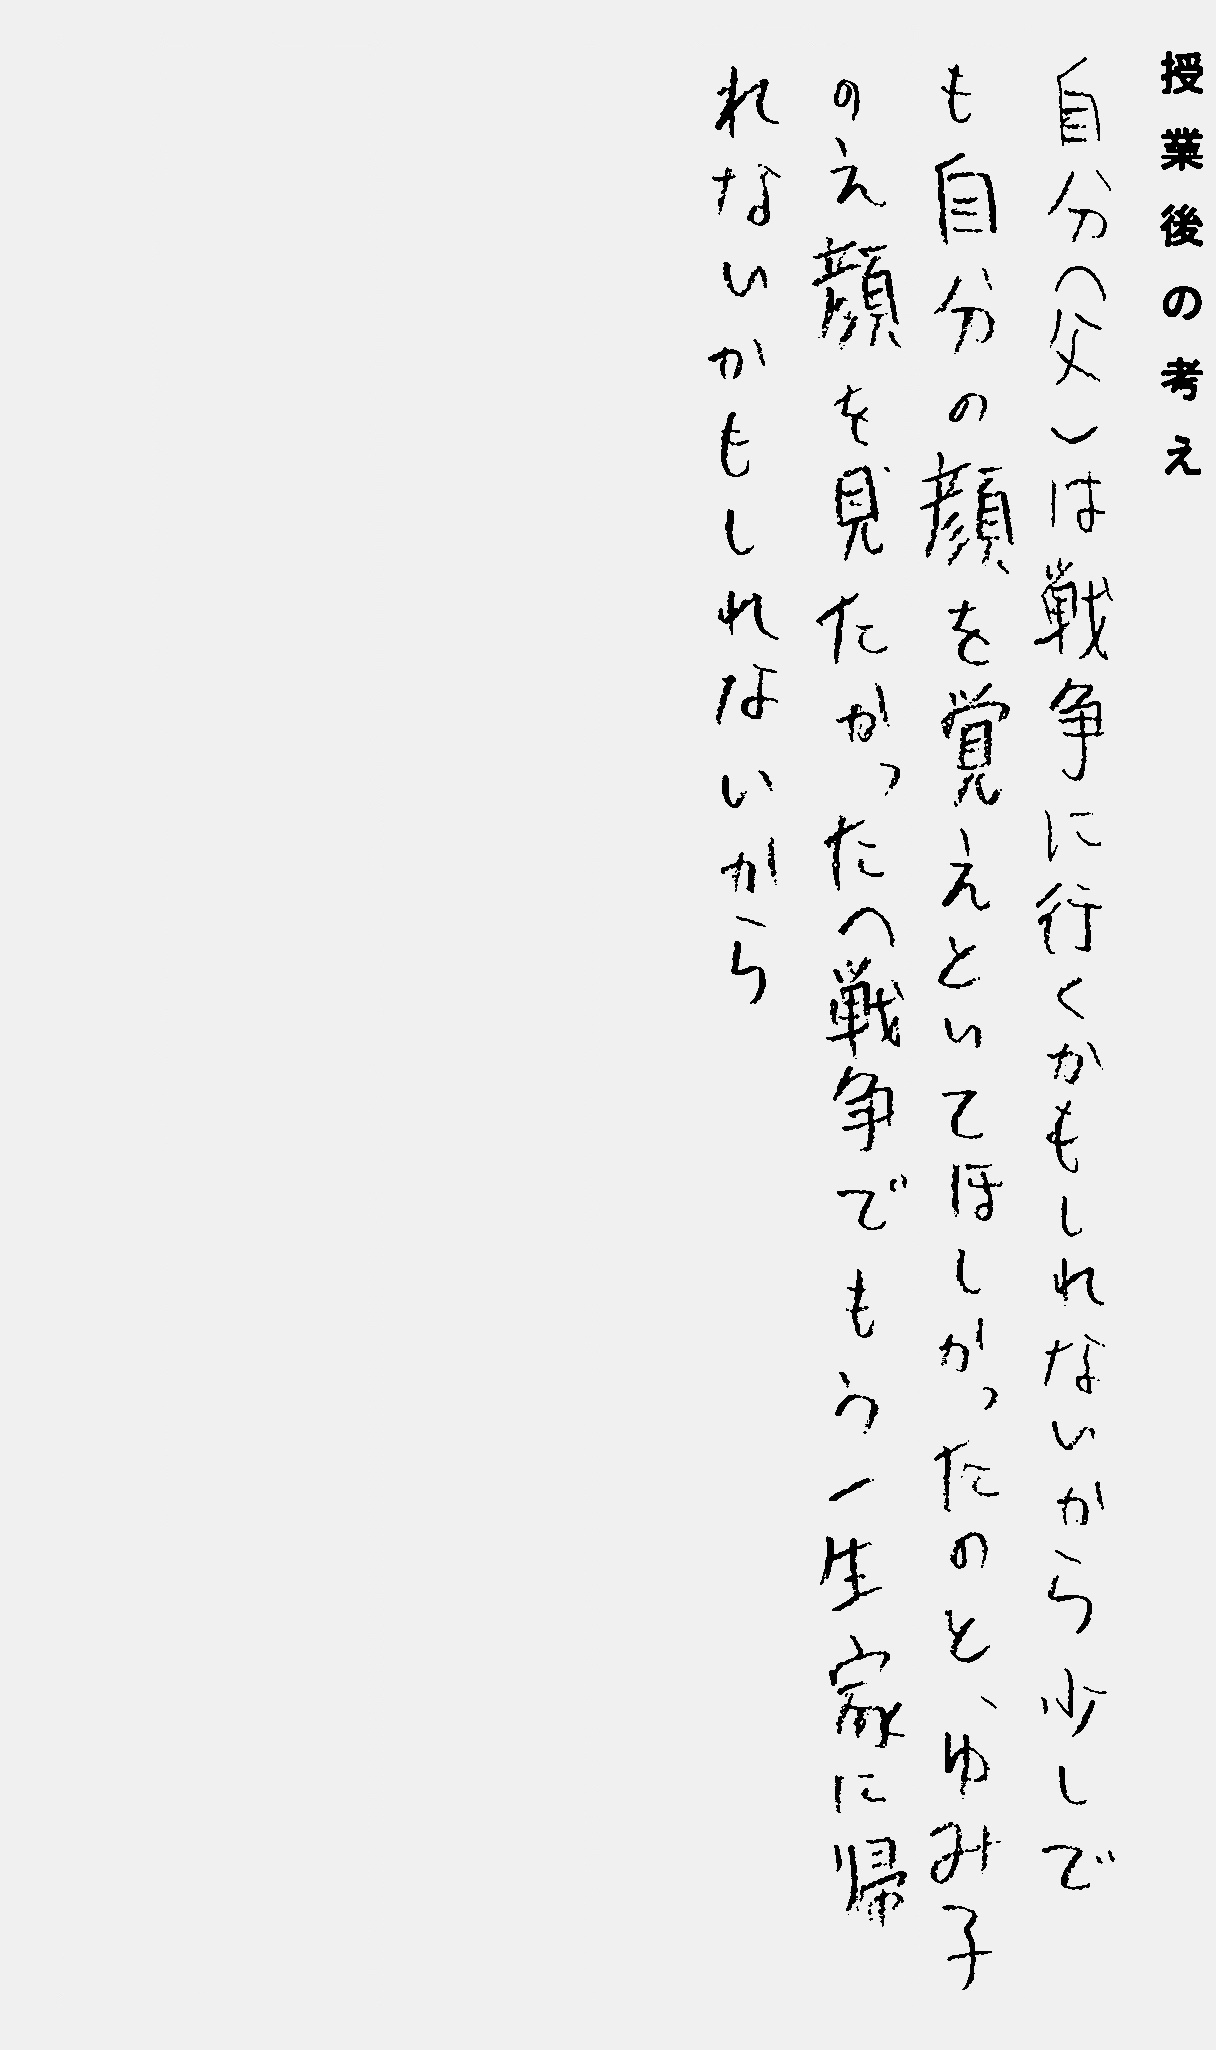 授業後の考え
自分(父)は戦争に行くかもしれないから少しで
も自分の顔を覚えといてほしかったのと、ゆみ子
のえ顔を見たかった(戦争でもう一生家に帰
れないかもしれないから